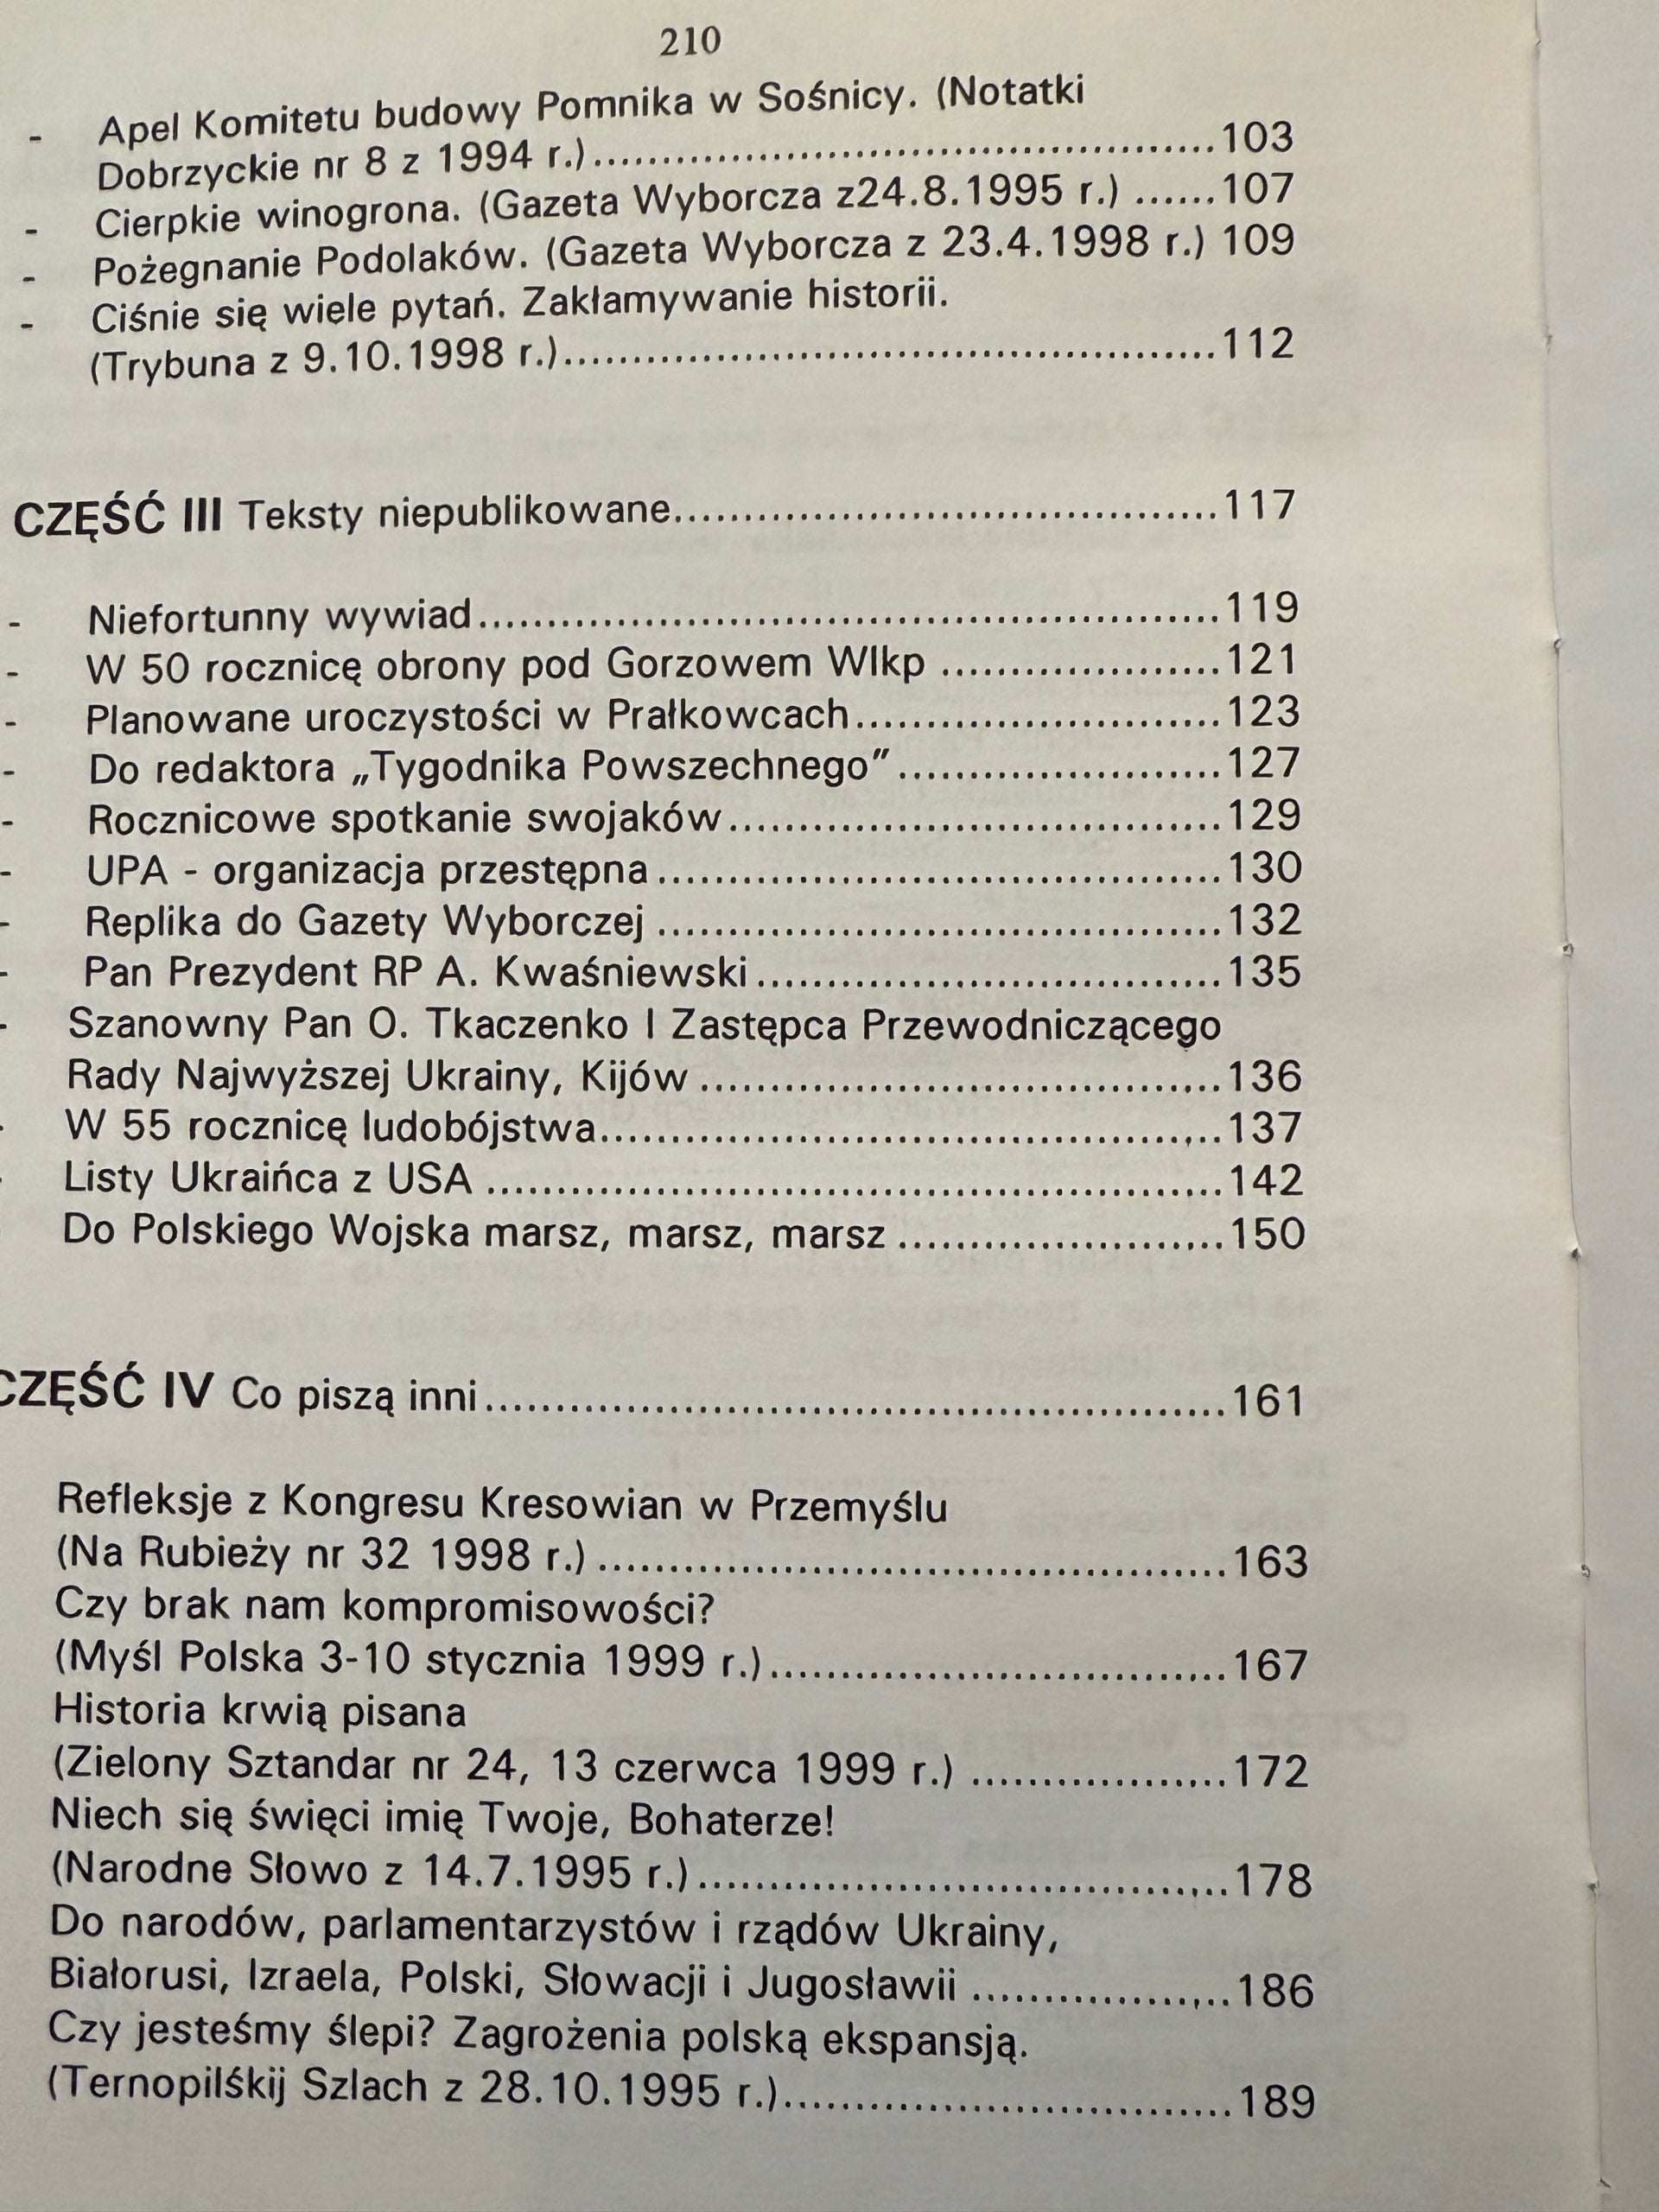 210
- Apel Komitetu budowy Pomnika w Sośnicy. (Notatki
Dobrzyckie nr 8 z 1994 r.)..............................................103
- Cierpkie winogrona. (Gazeta Wyborcza z24.8.1995 r.) ......107
- Pożegnanie Podolaków. (Gazeta Wyborcza z 23.4.1998 r.) 109
- Ciśnie się wiele pytań. Zakłamywanie historii.
(Trybuna z 9.10.1998 r.)................................................112
CZĘŚĆ III Teksty niepublikowane.......................................117
- Niefortunny wywiad.....................................................119
- W 50 rocznicę obrony pod Gorzowem Wlkp ....................121
- Planowane uroczystości w Prałkowcach..........................123
- Do redaktora „Tygodnika Powszechnego”.......................127
- Rocznicowe spotkanie swojaków...................................129
- UPA - organizacja przestępna........................................130
- Replika do Gazety Wyborczej ........................................132
- Pan Prezydent RP A. Kwaśniewski.................................135
- Szanowny Pan O. Tkaczenko I Zastępca Przewodniczącego
Rady Najwyższej Ukrainy, Kijów .....................................136
- W 55 rocznicę ludobójstwa............................................137
- Listy Ukraińca z USA ....................................................142
Do Polskiego Wojska marsz, marsz, marsz .......................150
CZĘŚĆ IV Co piszą inni.....................................................161
Refleksje z Kongresu Kresowian w Przemyślu
(Na Rubieży nr 32 1998 r.) .............................................163
Czy brak nam kompromisowości?
(Myśl Polska 3-10 stycznia 1999 r.)................................167
Historia krwią pisana
(Zielony Sztandar nr 24, 13 czerwca 1999 r.) ..................172
Niech się święci imię Twoje, Bohaterze!
(Narodne Słowo z 14.7.1995 r.)......................................178
Do narodów, parlamentarzystów i rządów Ukrainy,
Białorusi, Izraela, Polski, Słowacji i Jugosławii ..................186
Czy jesteśmy ślepi? Zagrożenia polską ekspansją.
(Ternopilśkij Szlach z 28.10.1995 r.)................................189